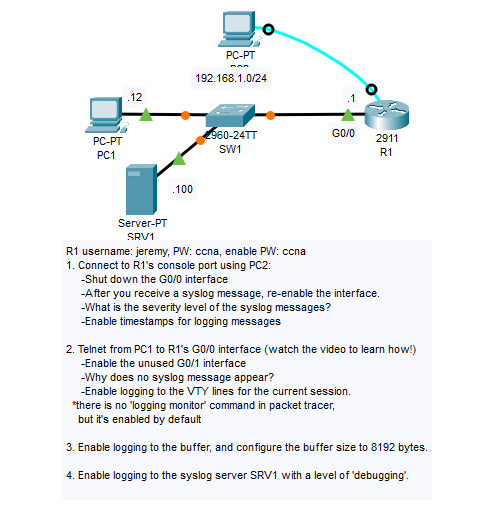 PC-PT
192.168.1.0/24
.12
.1
PC-PT
PC1
2960-24TT
SW1
G0/0
2911
R1
.100
Server-PT
SRV1
R1 username: jeremy, PW: ccna, enable PW: ccna
1. Connect to R1's console port using PC2:
-Shut down the G0/0 interface
-After you receive a syslog message, re-enable the interface.
-What is the severity level of the syslog messages?
-Enable timestamps for logging messages
2. Telnet from PC1 to R1's G0/0 interface (watch the video to learn how!)
-Enable the unused G0/1 interface
-Why does no syslog message appear?
-Enable logging to the VTY lines for the current session.
*there is no 'logging monitor' command in packet tracer,
but it's enabled by default
3. Enable logging to the buffer, and configure the buffer size to 8192 bytes.
4. Enable logging to the syslog server SRV1 with a level of 'debugging'.